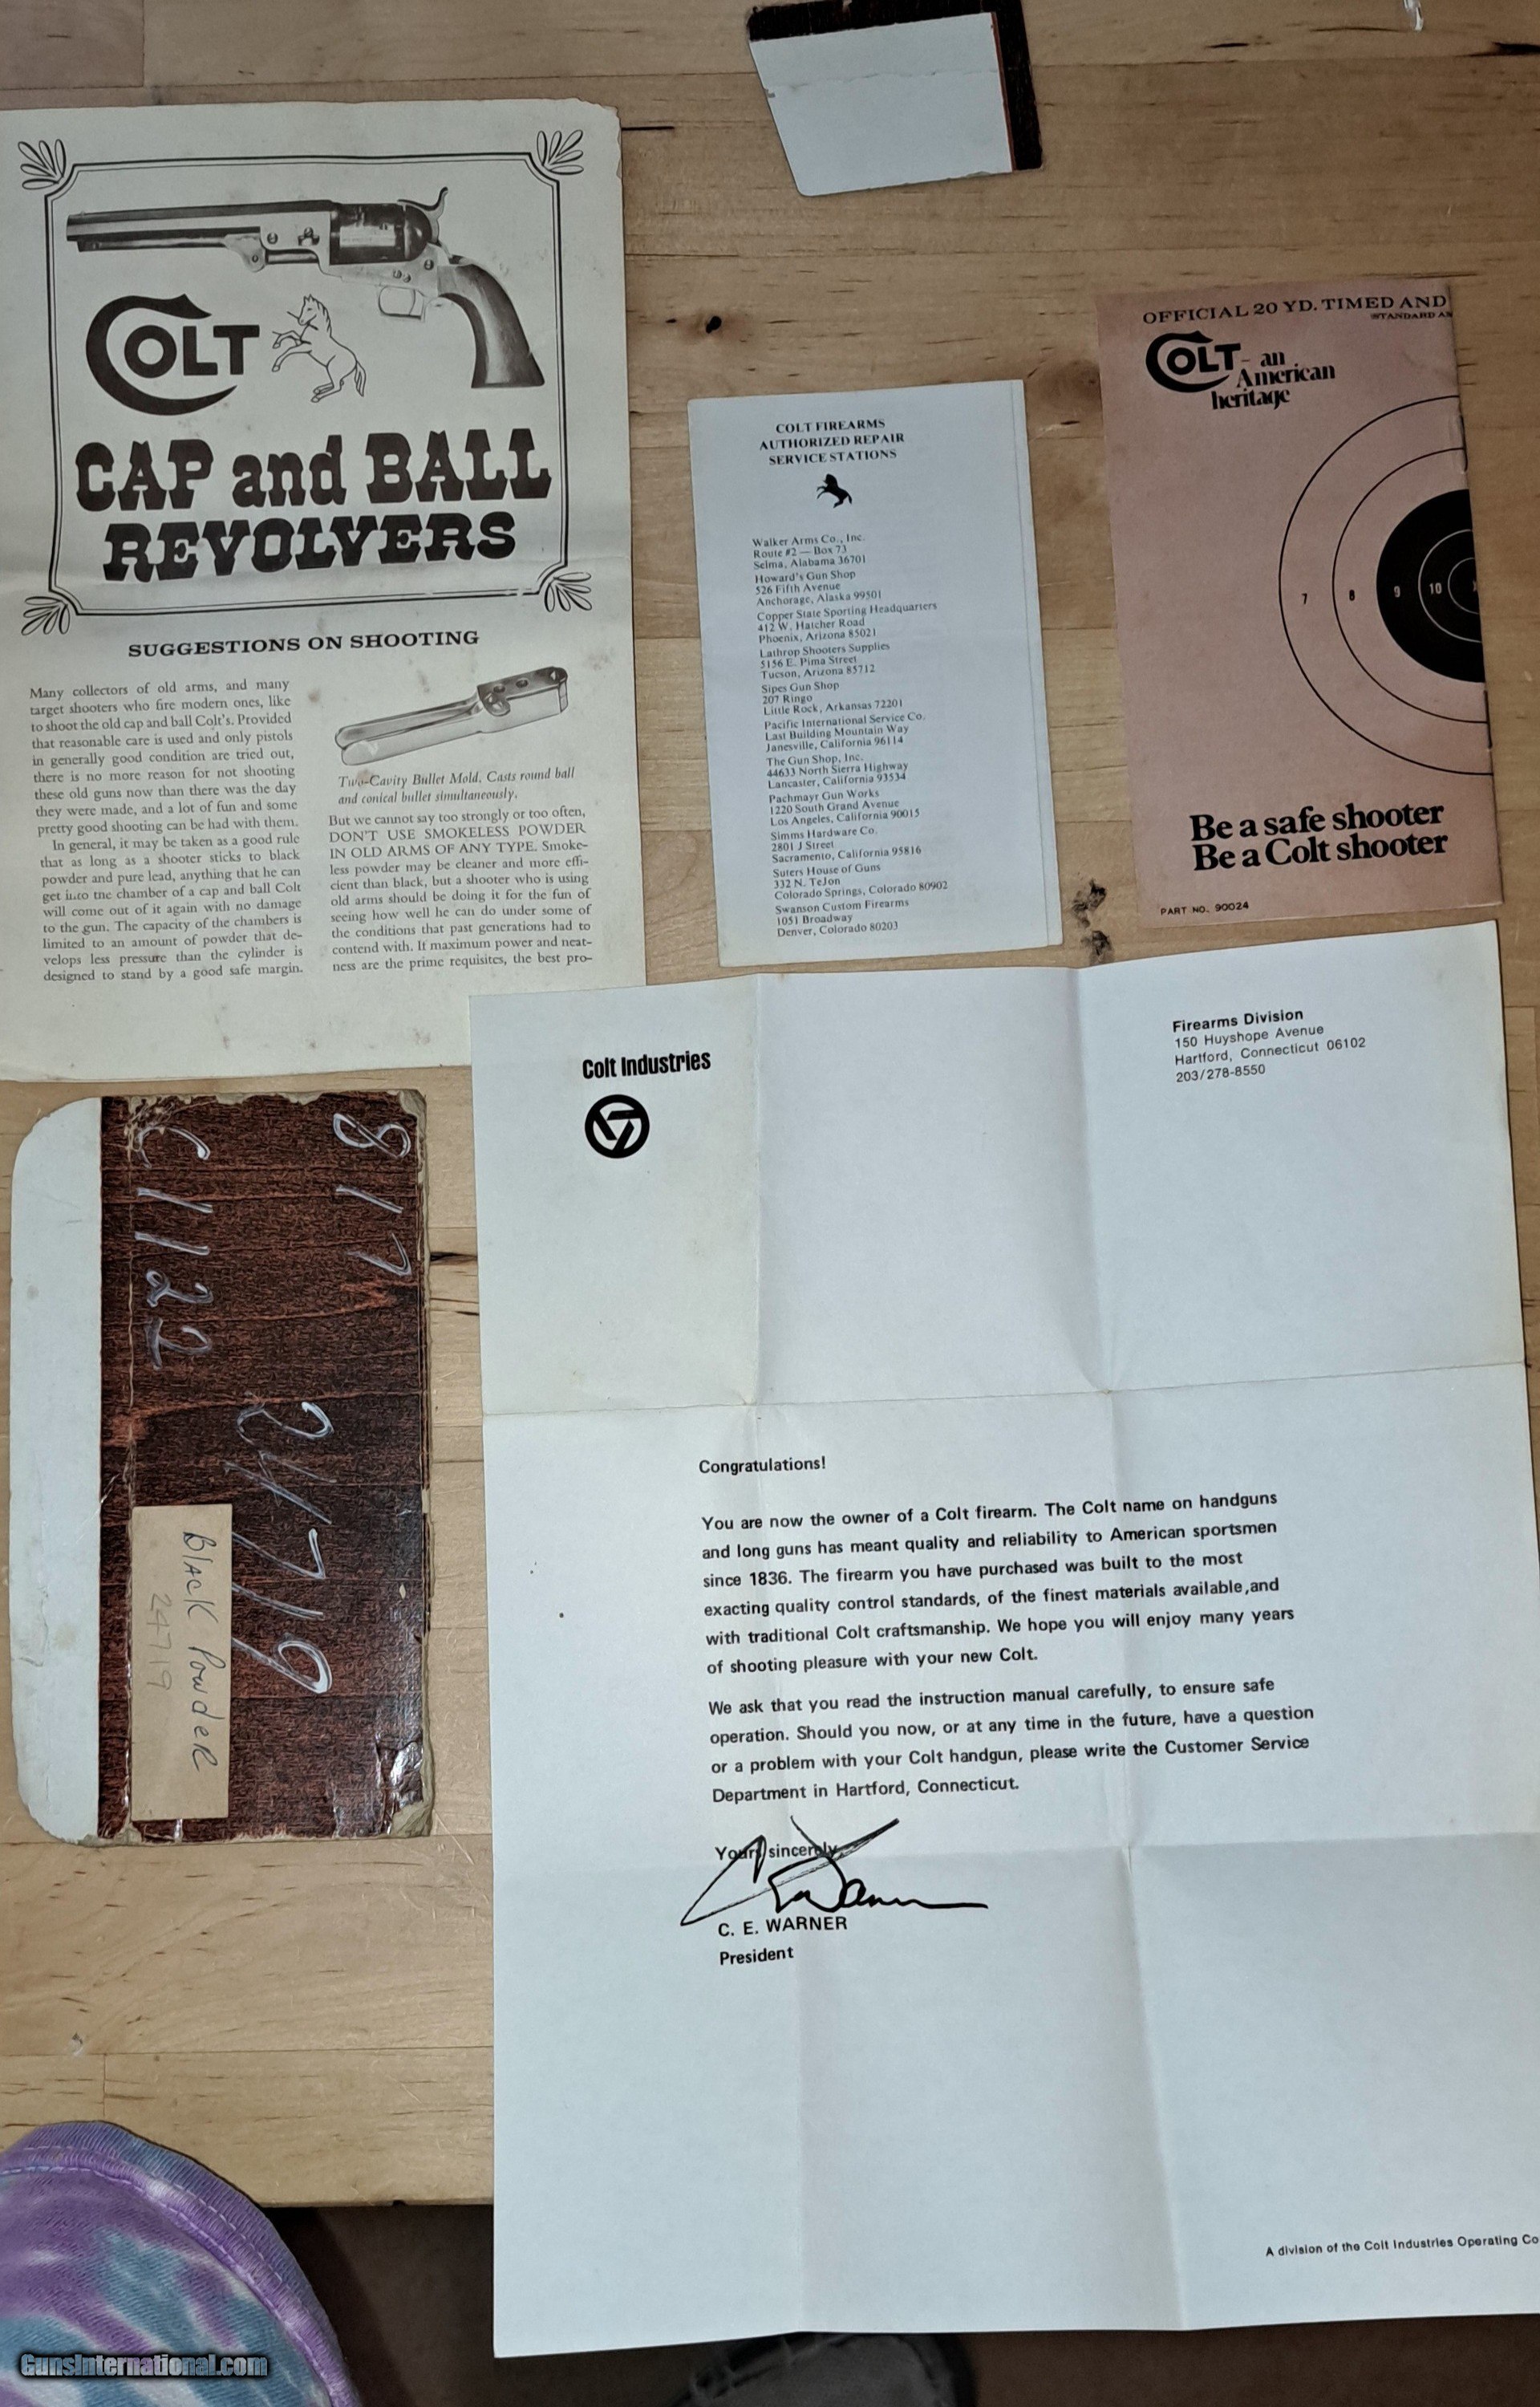 COLT
CAP and BALL
REVOLVERS
SUGGESTIONS ON SHOOTING
Many collectors of old arms, and many
target shooters who fire modern ones, like
to shoot the old cap and ball Colt's. Provided
that reasonable care is used and only pistols
in generally good condition are tried out,
there is no more reason for not shooting
these old guns now than there was the day
they were made, and a lot of fun and some
pretty good shooting can be had with them.
In general, it may be taken as a good rule
that as long as a shooter sticks to black
powder and pure lead, anything that he can
get into the chamber of a cap and ball Colt
will come out of it again with no damage
to the gun. The capacity of the chambers is
limited to an amount of powder that de-
velops less pressure than the cylinder is
designed to stand by a good safe margin.
Two-Cavity Bullet Mold. Casts round ball
and conical bullet simultaneously.
But we cannot say too strongly or too often,
DON'T USE SMOKELESS POWDER
IN OLD ARMS OF ANY TYPE. Smoke-
less powder may be cleaner and more effi-
cient than black, but a shooter who is using
old arms should be doing it for the fun of
seeing how well he can do under some of
the conditions that past generations had to
contend with. If maximum power and neat-
ness are the prime requisites, the best pro-
COLT FIREARMS
AUTHORIZED REPAIR
SERVICE STATIONS
Walker Arms Co., Inc.
Route #2 — Box 73
Selma, Alabama 36701
Howard's Gun Shop
526 Fifth Avenue
Anchorage, Alaska 99501
Copper State Sporting Headquarters
412 W. Hatcher Road
Phoenix, Arizona 85021
Lathrop Shooters Supplies
5156 E. Pima Street
Tucson, Arizona 85712
Sipes Gun Shop
207 Ringo
Little Rock, Arkansas 72201
Pacific International Service Co.
Last Building Mountain Way
Janesville, California 96114
The Gun Shop, Inc.
44633 North Sierra Highway
Lancaster, California 93534
Pachmayr Gun Works
1220 South Grand Avenue
Los Angeles, California 90015
Simms Hardware Co.
2801 J Street
Sacramento, California 95816
Suters House of Guns
332 N. TeJon
Colorado Springs, Colorado 80902
Swanson Custom Firearms
1051 Broadway
Denver, Colorado 80203
OFFICIAL 20 YD. TIMED AND
STANDARD AM
COLT - an
American
heritage
7 8 9 10 X
Be a safe shooter
Be a Colt shooter
PART NO. 90024
817
C1122
24719
BlacK PowdeR
24719
Colt Industries
Firearms Division
150 Huyshope Avenue
Hartford, Connecticut 06102
203/278-8550
Congratulations!
You are now the owner of a Colt firearm. The Colt name on handguns
and long guns has meant quality and reliability to American sportsmen
since 1836. The firearm you have purchased was built to the most
exacting quality control standards, of the finest materials available,and
with traditional Colt craftsmanship. We hope you will enjoy many years
of shooting pleasure with your new Colt.
We ask that you read the instruction manual carefully, to ensure safe
operation. Should you now, or at any time in the future, have a question
or a problem with your Colt handgun, please write the Customer Service
Department in Hartford, Connecticut.
Yours sincerely
C. E. WARNER
President
A division of the Colt Industries Operating Co
GunsInternational.com